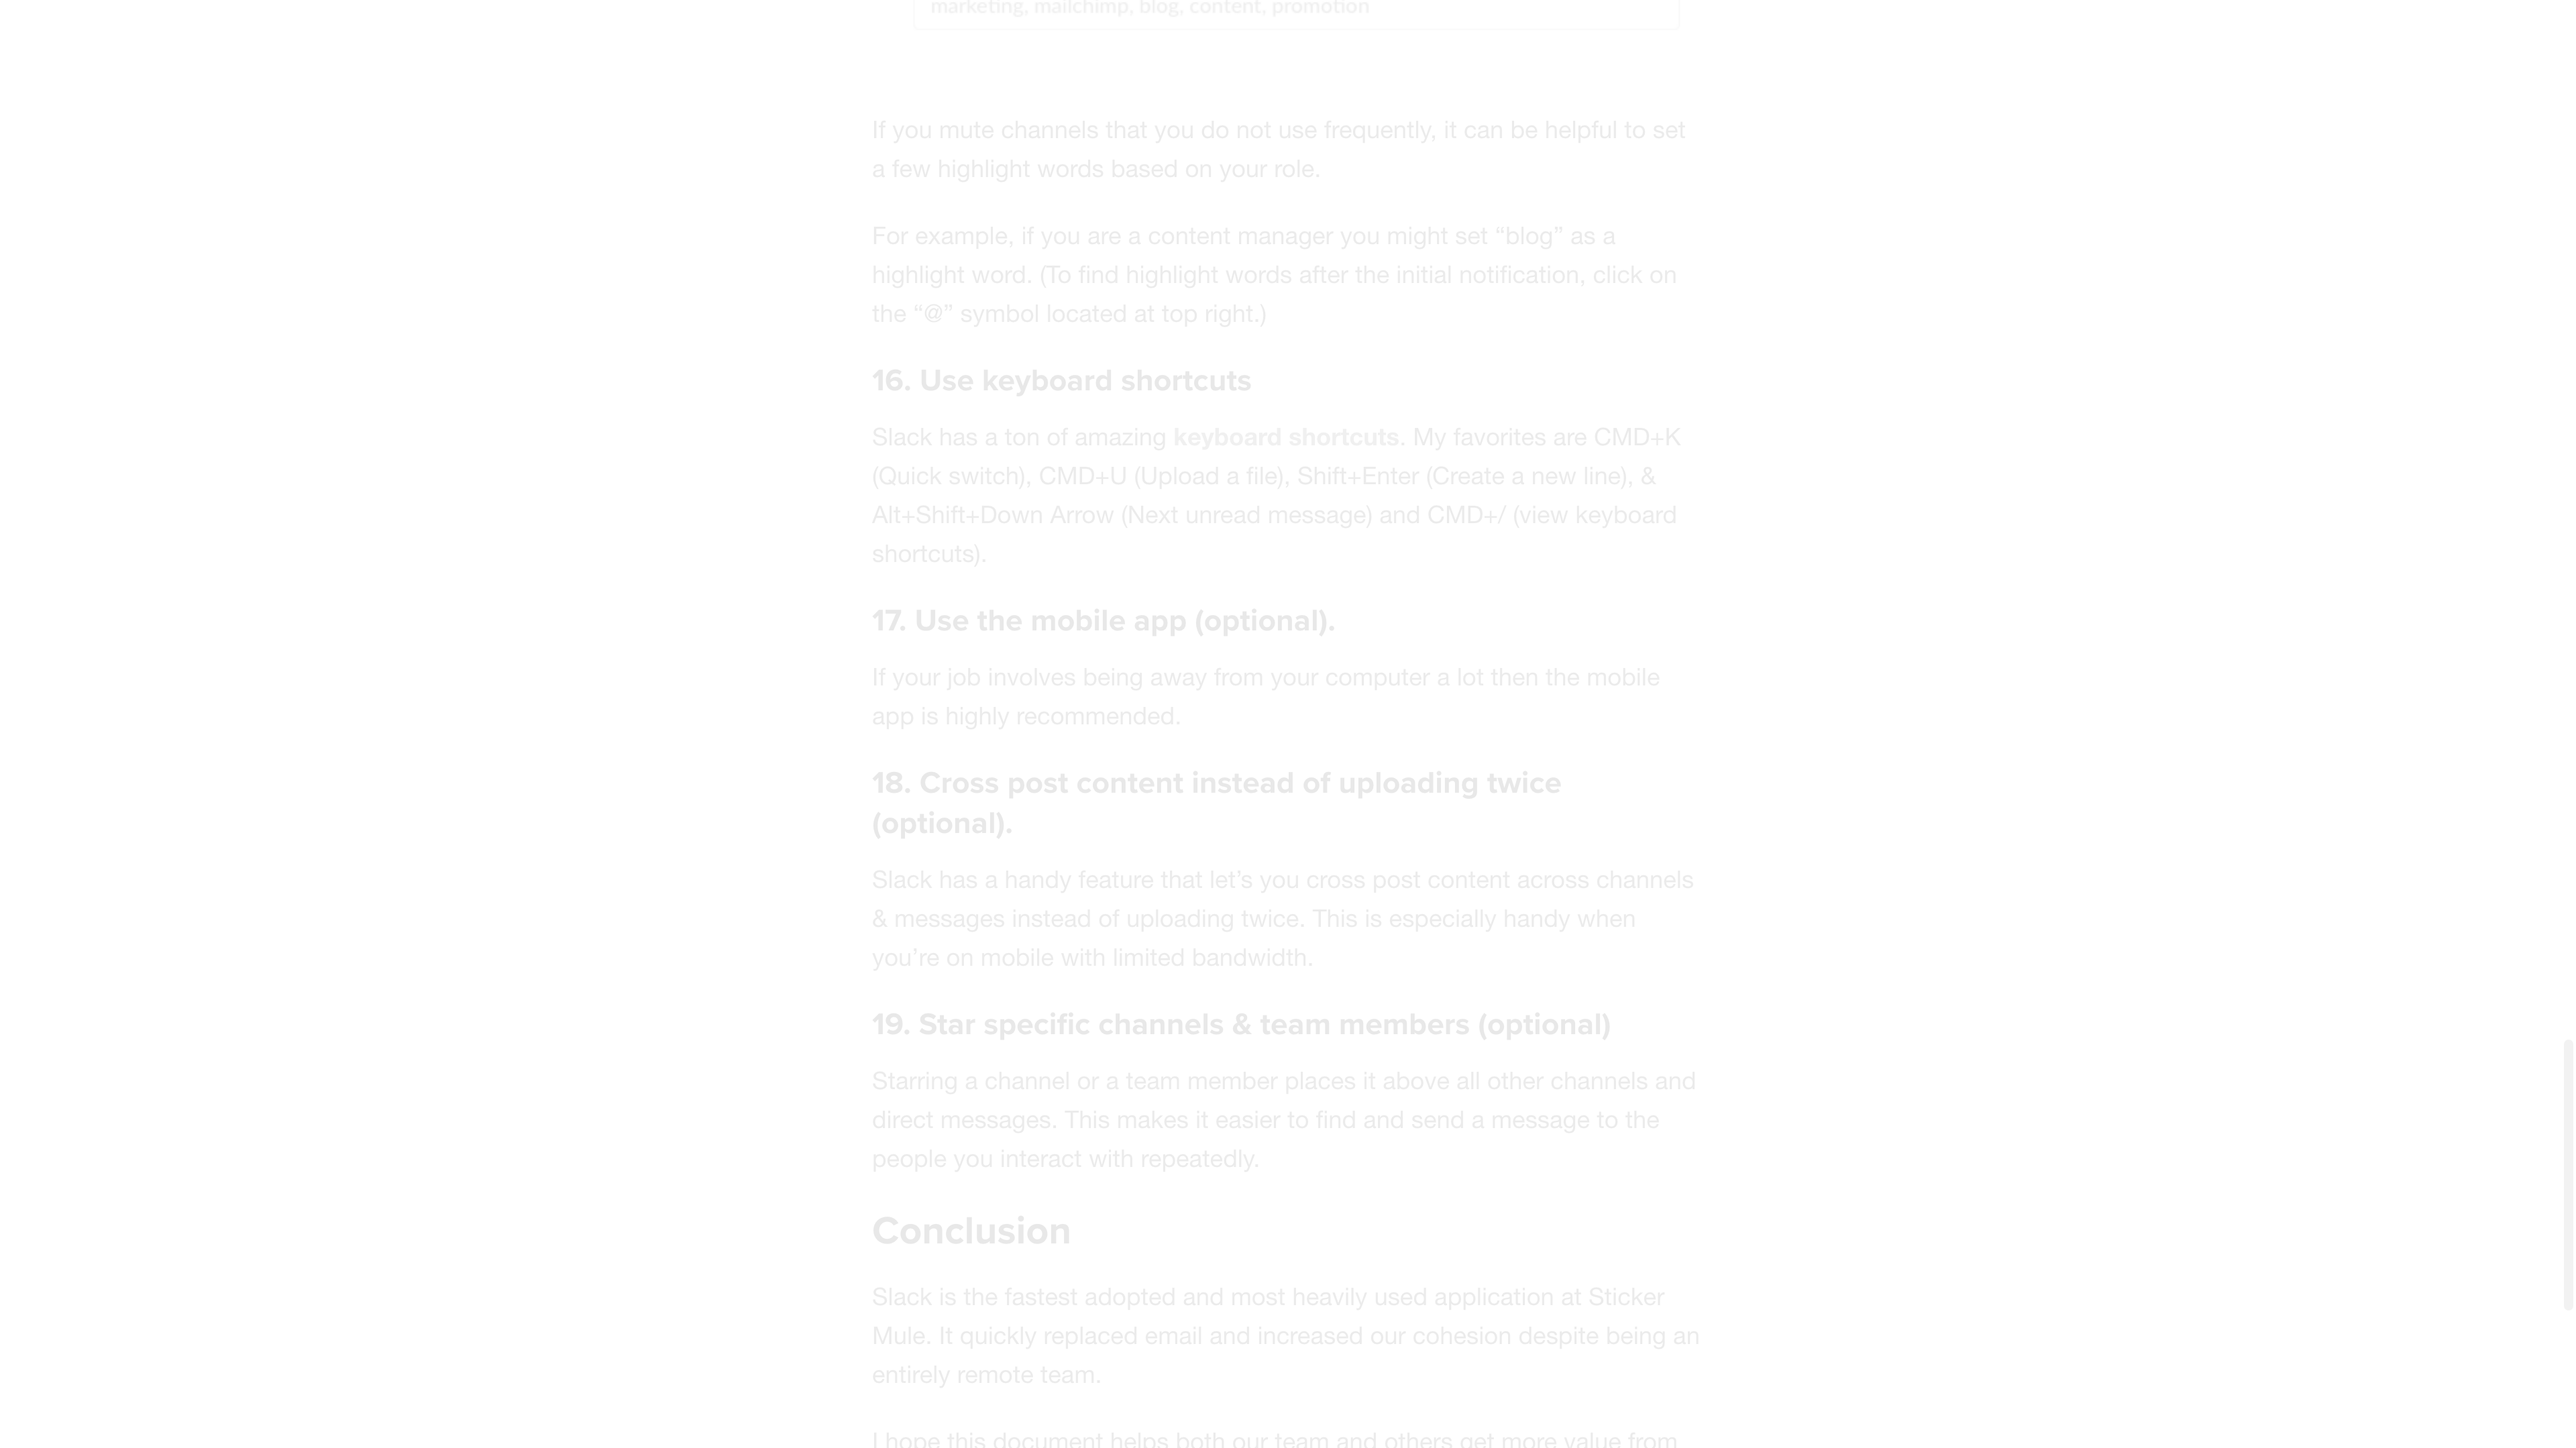 marketing, mailchimp, blog, content, promotion
If you mute channels that you do not use frequently, it can be helpful to set
a few highlight words based on your role.
For example, if you are a content manager you might set “blog” as a
highlight word. (To find highlight words after the initial notification, click on
the “@” symbol located at top right.)
16. Use keyboard shortcuts
Slack has a ton of amazing keyboard shortcuts. My favorites are CMD+K
(Quick switch), CMD+U (Upload a file), Shift+Enter (Create a new line), &
Alt+Shift+Down Arrow (Next unread message) and CMD+/ (view keyboard
shortcuts).
17. Use the mobile app (optional).
If your job involves being away from your computer a lot then the mobile
app is highly recommended.
18. Cross post content instead of uploading twice
(optional).
Slack has a handy feature that let’s you cross post content across channels
& messages instead of uploading twice. This is especially handy when
you’re on mobile with limited bandwidth.
19. Star specific channels & team members (optional)
Starring a channel or a team member places it above all other channels and
direct messages. This makes it easier to find and send a message to the
people you interact with repeatedly.
Conclusion
Slack is the fastest adopted and most heavily used application at Sticker
Mule. It quickly replaced email and increased our cohesion despite being an
entirely remote team.
I hope this document helps both our team and others get more value from